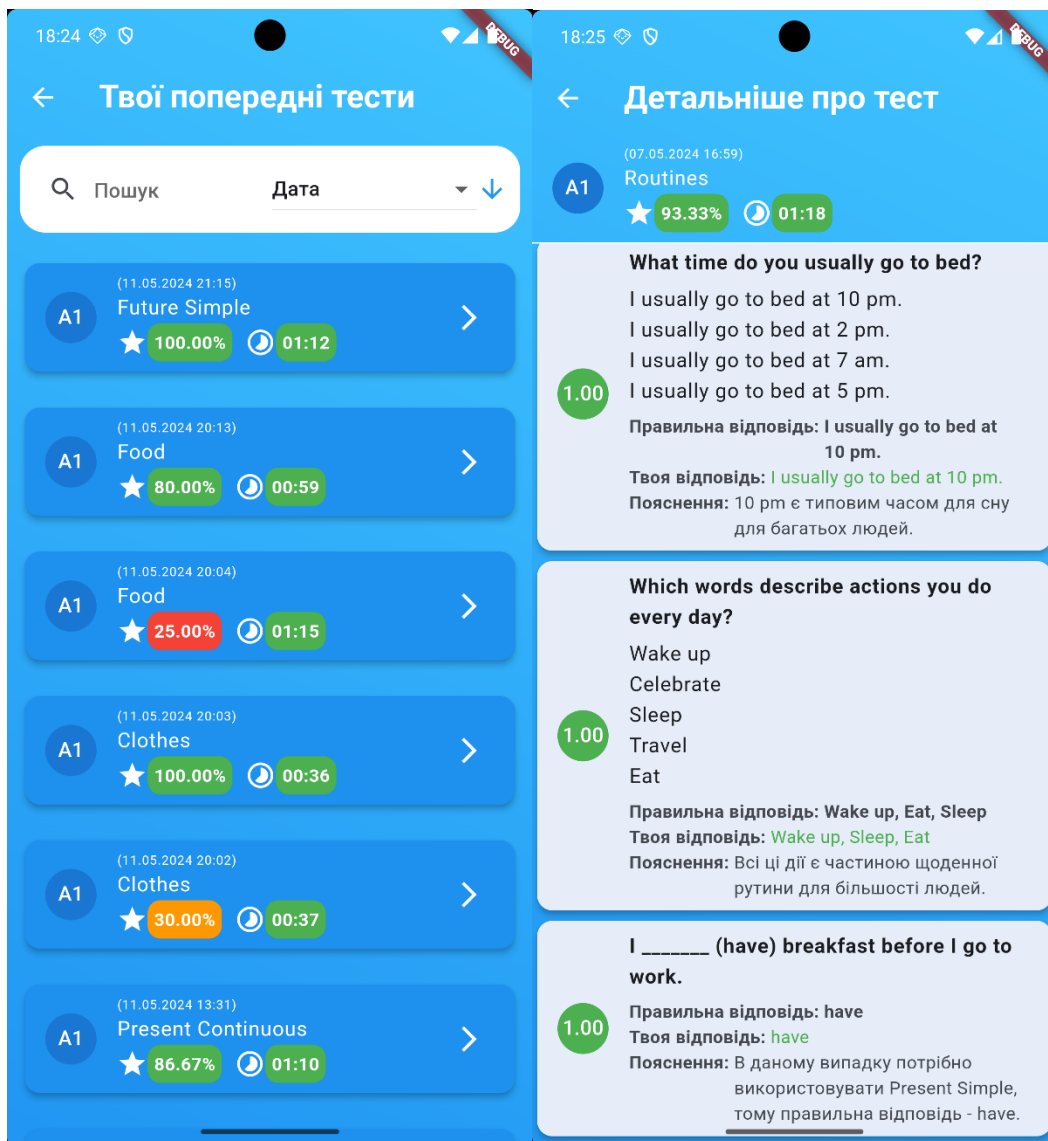 18:24
DEBUG
Твої попередні тести
Пошук
Дата
(11.05.2024 21:15)
A1
Future Simple
100.00%
01:12
(11.05.2024 20:13)
A1
Food
80.00%
00:59
(11.05.2024 20:04)
A1
Food
25.00%
01:15
(11.05.2024 20:03)
A1
Clothes
100.00%
00:36
(11.05.2024 20:02)
A1
Clothes
30.00%
00:37
(11.05.2024 13:31)
A1
Present Continuous
86.67%
01:10
18:25
DEBUG
Детальніше про тест
(07.05.2024 16:59)
A1
Routines
93.33%
01:18
What time do you usually go to bed?
I usually go to bed at 10 pm.
I usually go to bed at 2 pm.
I usually go to bed at 7 am.
I usually go to bed at 5 pm.
1.00
Правильна відповідь: I usually go to bed at
10 pm.
Твоя відповідь: I usually go to bed at 10 pm.
Пояснення: 10 pm є типовим часом для сну
для багатьох людей.
Which words describe actions you do
every day?
Wake up
Celebrate
Sleep
1.00
Travel
Eat
Правильна відповідь: Wake up, Eat, Sleep
Твоя відповідь: Wake up, Sleep, Eat
Пояснення: Всі ці дії є частиною щоденної
рутини для більшості людей.
I _______ (have) breakfast before I go to
work.
Правильна відповідь: have
1.00
Твоя відповідь: have
Пояснення: В даному випадку потрібно
використовувати Present Simple,
тому правильна відповідь - have.